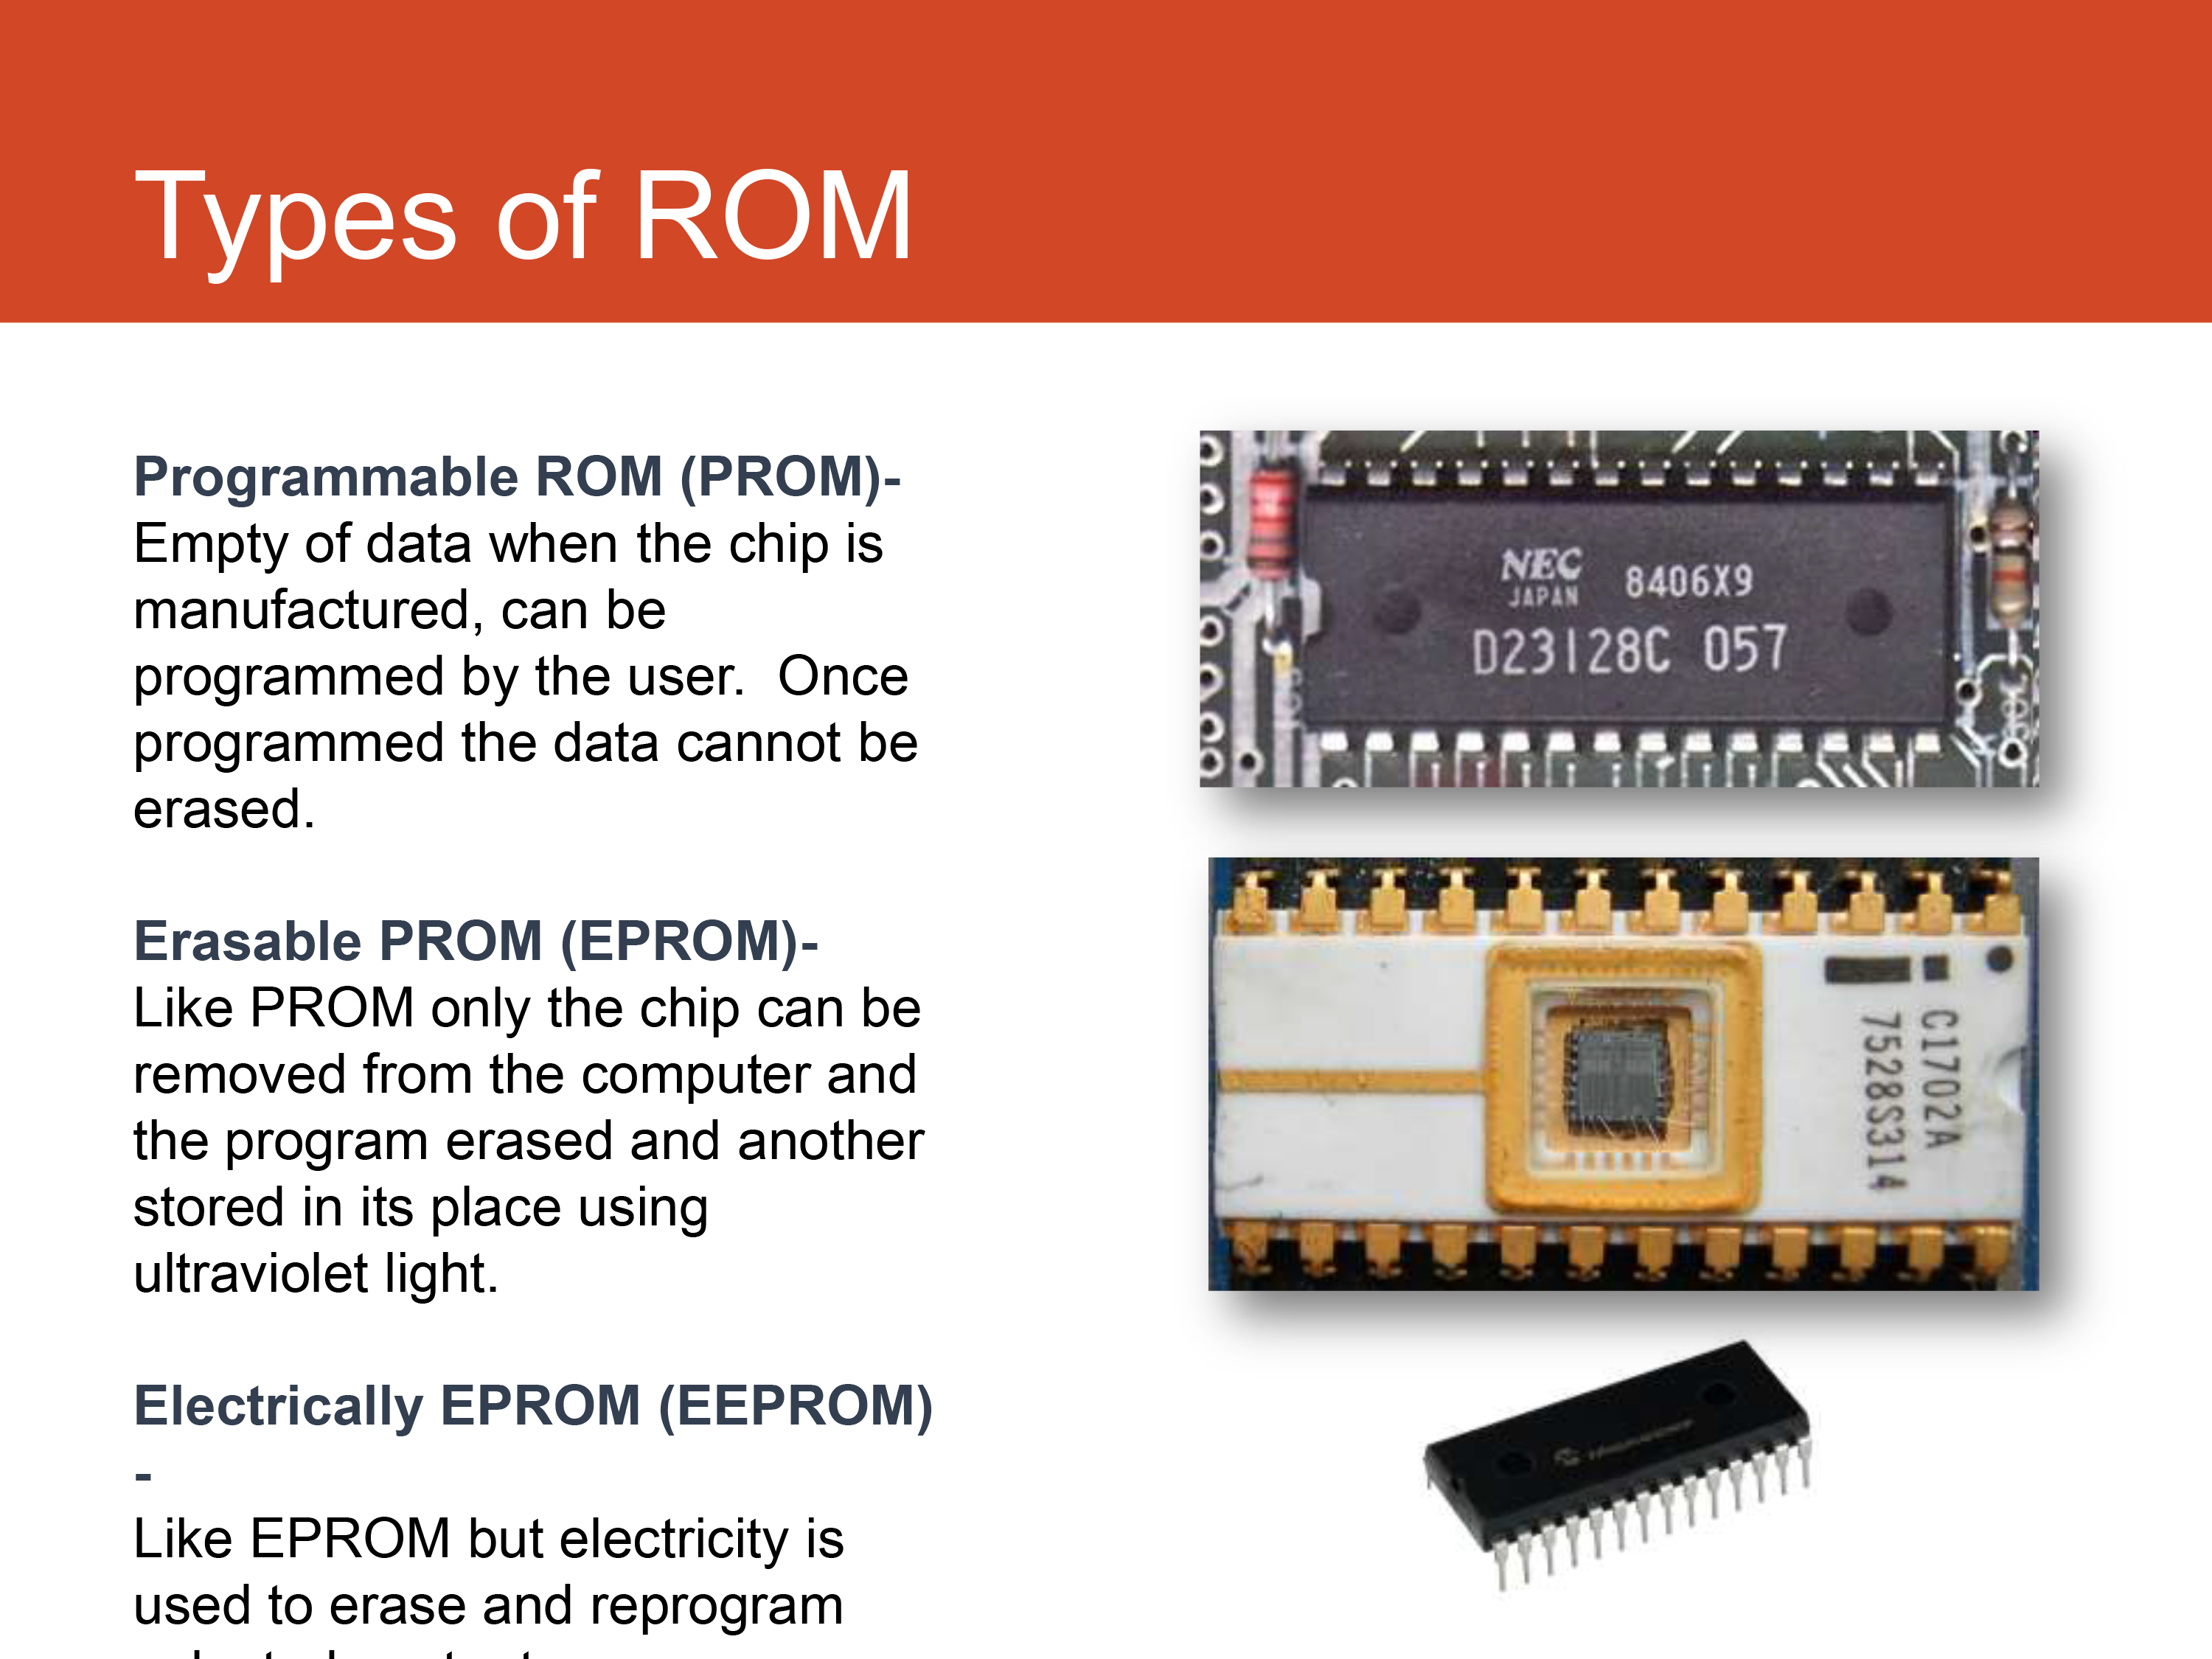 Types of ROM
Programmable ROM (PROM)-
Empty of data when the chip is
manufactured, can be
programmed by the user.  Once
programmed the data cannot be
erased.
Erasable PROM (EPROM)-
Like PROM only the chip can be
removed from the computer and
the program erased and another
stored in its place using
ultraviolet light.
Electrically EPROM (EEPROM)
-
Like EPROM but electricity is
used to erase and reprogram
NEC
JAPAN
8406X9
D23128C 057
C1702A
7528S314